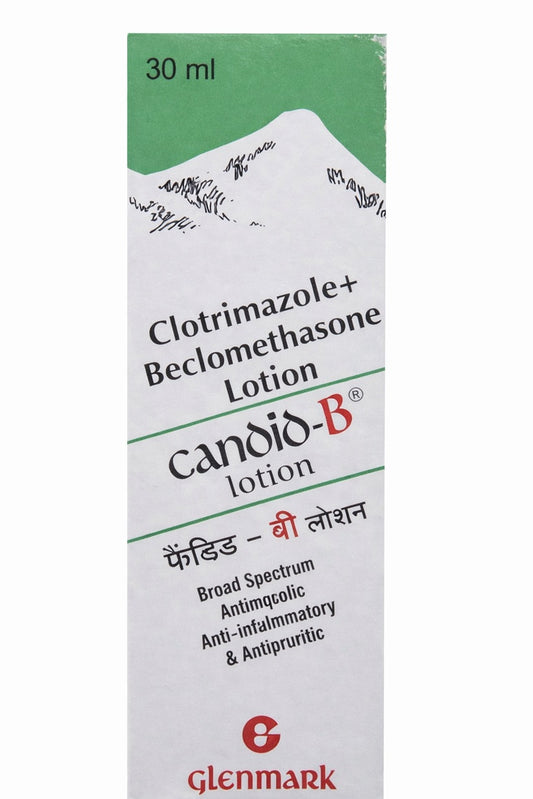 30 ml
Clotrimazole+
Beclomethasone
Lotion
candid-B®
lotion
फैंडिड – बी लोशन
Broad Spectrum
Antimqcolic
Anti-infalmmatory
& Antipruritic
GLENMARK